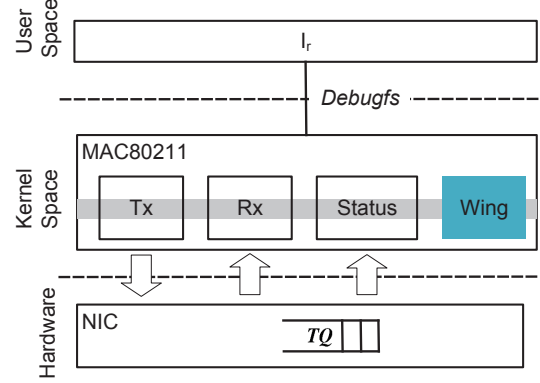 User
Space
I_r
Debugfs
MAC80211
Kernel
Space
Tx
Rx
Status
Wing
Hardware
NIC
TQ